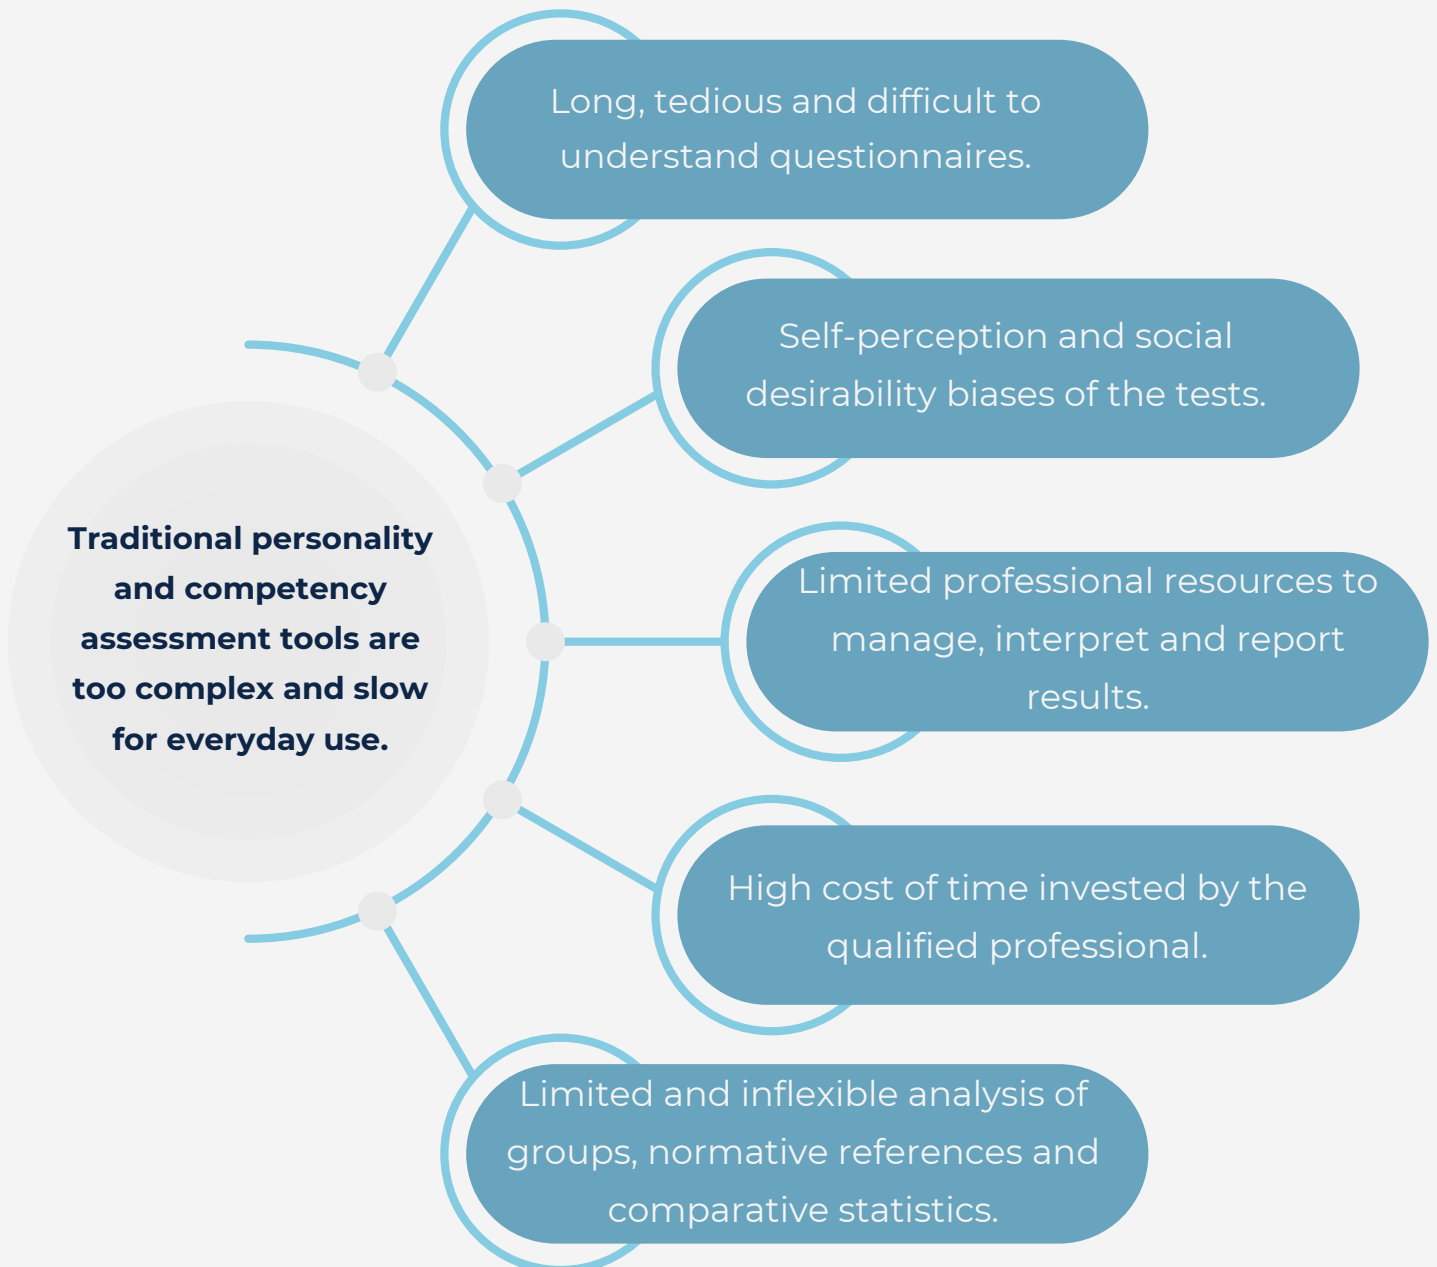 Long, tedious and difficult to
understand questionnaires.
Self-perception and social
desirability biases of the tests.
Traditional personality
and competency
assessment tools are
too complex and slow
for everyday use.
Limited professional resources to
manage, interpret and report
results.
High cost of time invested by the
qualified professional.
Limited and inflexible analysis of
groups, normative references and
comparative statistics.